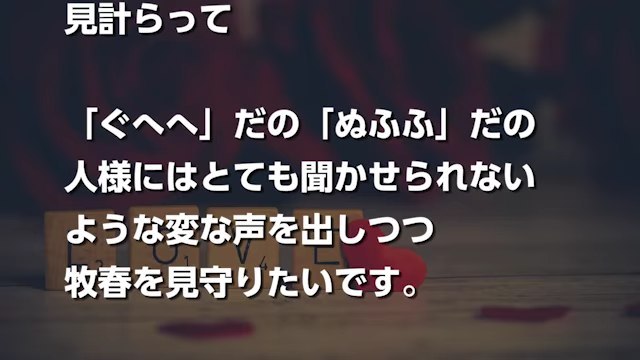 見計らって
「ぐへへ」だの「ぬふふ」だの
人様にはとても聞かせられない
ような変な声を出しつつ
牧春を見守りたいです。
L O V E